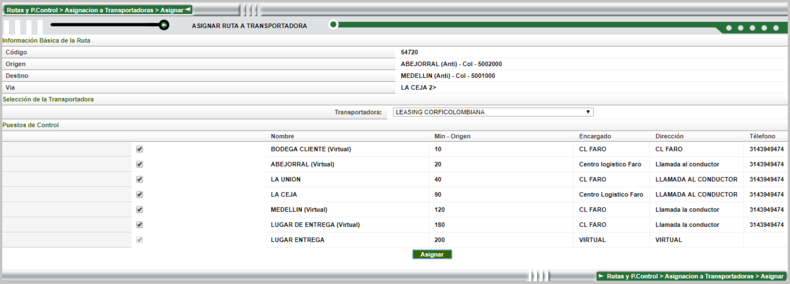 Rutas y P.Control > Asignacion a Transportadoras > Asignar
ASIGNAR RUTA A TRANSPORTADORA
Información Básica de la Ruta
Código 54720
Origen ABEJORRAL (Anti) - Col - 5002000
Destino MEDELLIN (Anti) - Col - 5001000
Via LA CEJA 2>
Selección de la Transportadora
Transportadora: LEASING CORFICOLOMBIANA
Puestos de Control
Nombre Min - Origen Encargado Dirección Télefono
BODEGA CLIENTE (Virtual) 10 CL FARO CL FARO 3143949474
ABEJORRAL (Virtual) 20 Centro logistico Faro Llamada al conductor 3143949474
LA UNION 40 CL FARO LLAMADA AL CONDUCTOR 3143949474
LA CEJA 90 Centro Logistico Faro LLAMADA AL CONDUCTOR 3143949474
MEDELLIN (Virtual) 120 CL FARO Llamada la conductor 3143949474
LUGAR DE ENTREGA (Virtual) 180 CL FARO Llamada al conductor 3143949474
LUGAR ENTREGA 200 VIRTUAL VIRTUAL
Asignar
Rutas y P.Control > Asignacion a Transportadoras > Asignar